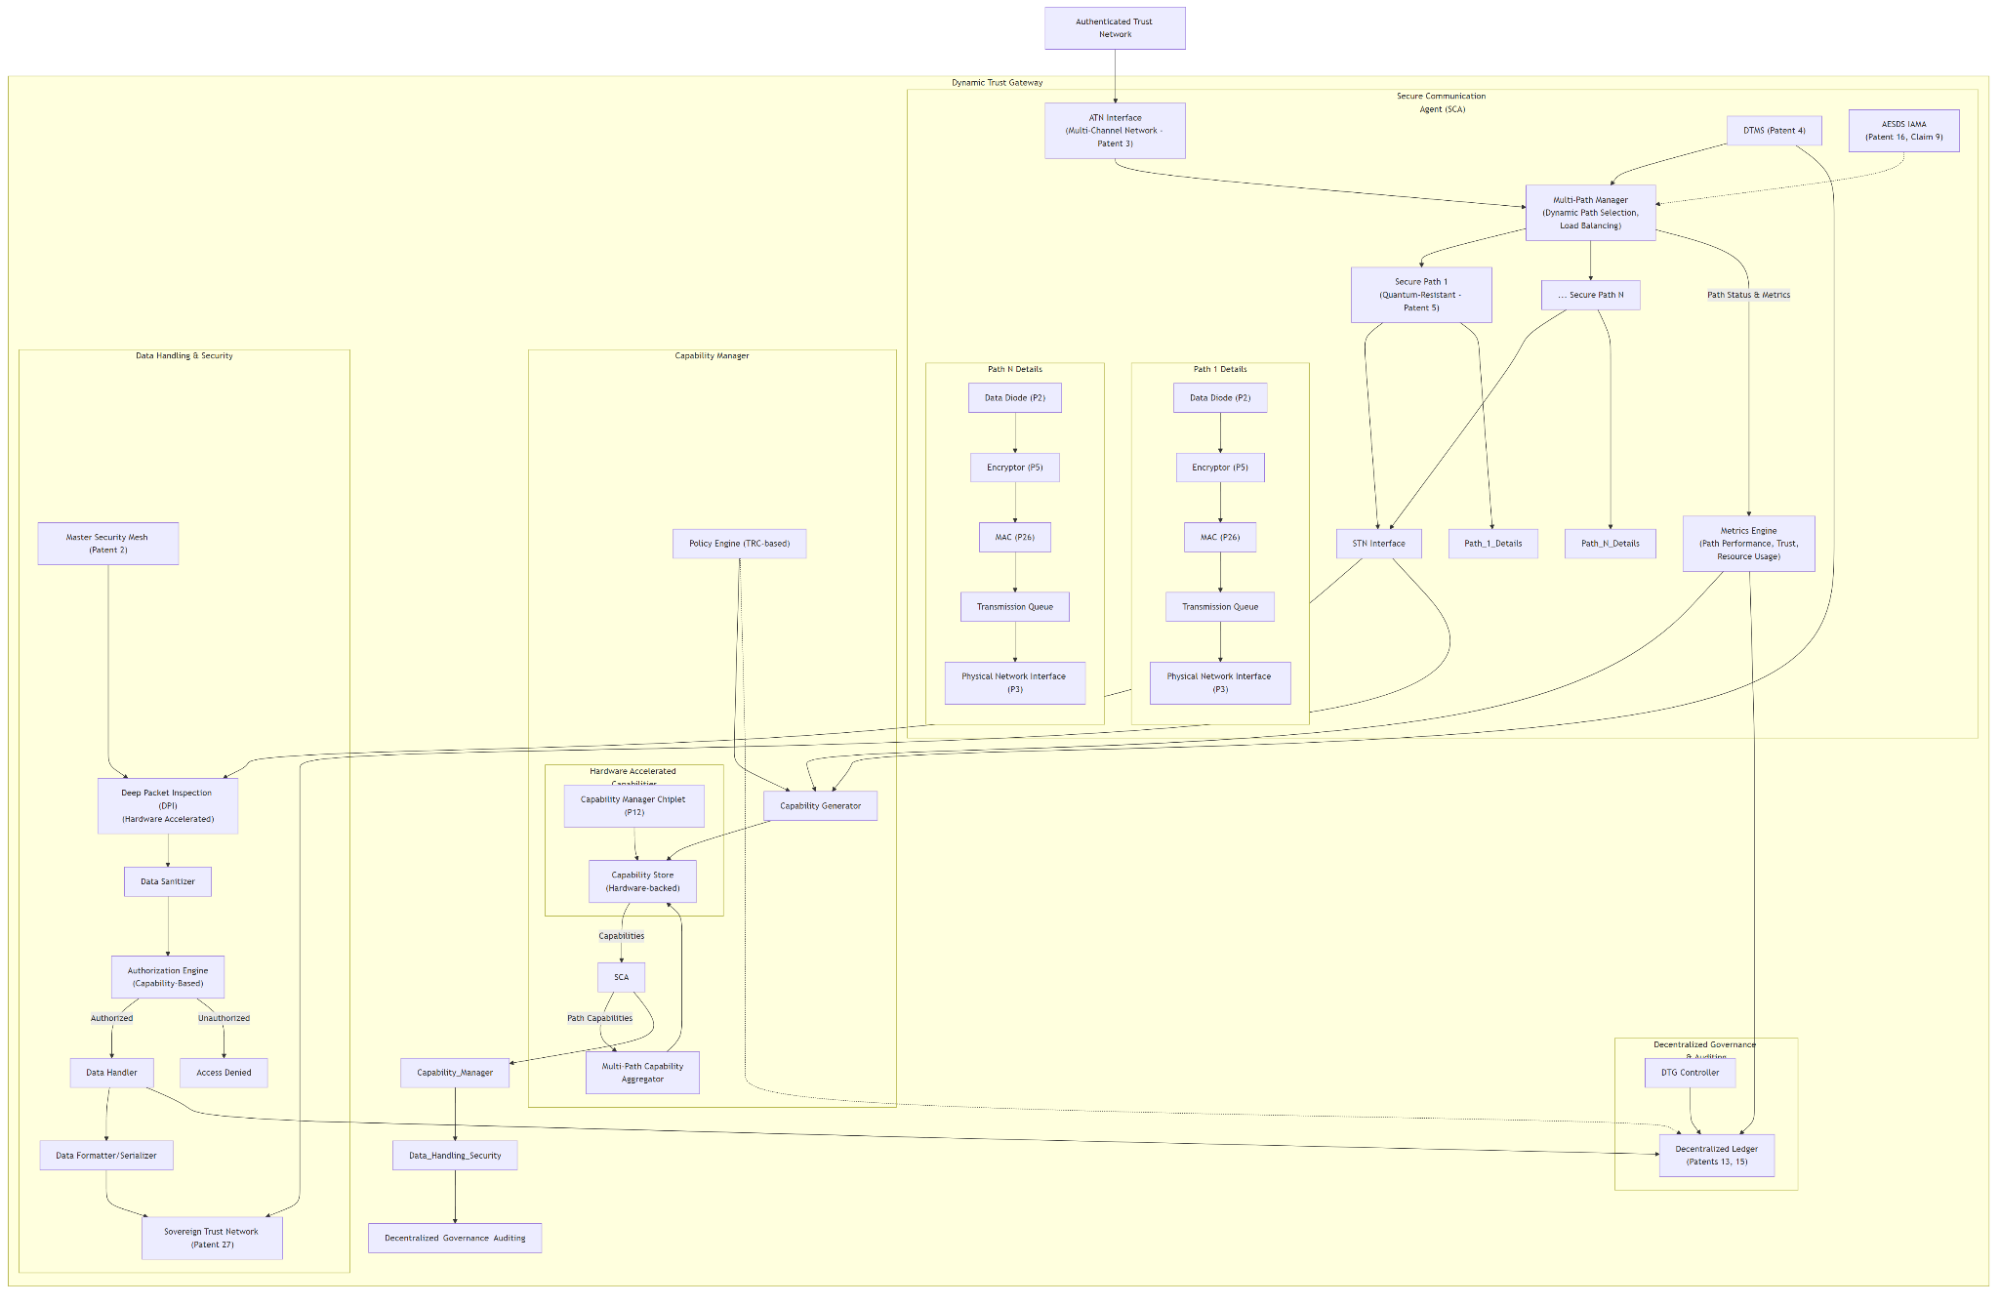 Authenticated Trust
Network
Dynamic Trust Gateway
Secure Communication
Agent (SCA)
ATN Interface
(Multi-Channel Network -
Patent 3)
DTMS (Patent 4)
AESDS IAMA
(Patent 16, Claim 9)
Multi-Path Manager
(Dynamic Path Selection,
Load Balancing)
Secure Path 1
(Quantum-Resistant -
Patent 5)
... Secure Path N
Path Status & Metrics
Data Handling & Security
Capability Manager
Path N Details
Path 1 Details
Data Diode (P2)
Data Diode (P2)
Encryptor (P5)
Encryptor (P5)
MAC (P26)
MAC (P26)
Transmission Queue
Transmission Queue
Physical Network Interface
(P3)
Physical Network Interface
(P3)
Master Security Mesh
(Patent 2)
Policy Engine (TRC-based)
STN Interface
Path_1_Details
Path_N_Details
Metrics Engine
(Path Performance, Trust,
Resource Usage)
Deep Packet Inspection
(DPI)
(Hardware Accelerated)
Hardware Accelerated
Capabilities
Capability Manager Chiplet
(P12)
Capability Generator
Data Sanitizer
Capability Store
(Hardware-backed)
Capabilities
Authorization Engine
(Capability-Based)
SCA
Authorized
Unauthorized
Path Capabilities
Data Handler
Access Denied
Capability_Manager
Multi-Path Capability
Aggregator
Decentralized Governance
& Auditing
DTG Controller
Data Formatter/Serializer
Data_Handling_Security
Decentralized Ledger
(Patents 13, 15)
Sovereign Trust Network
(Patent 27)
Decentralized Governance Auditing